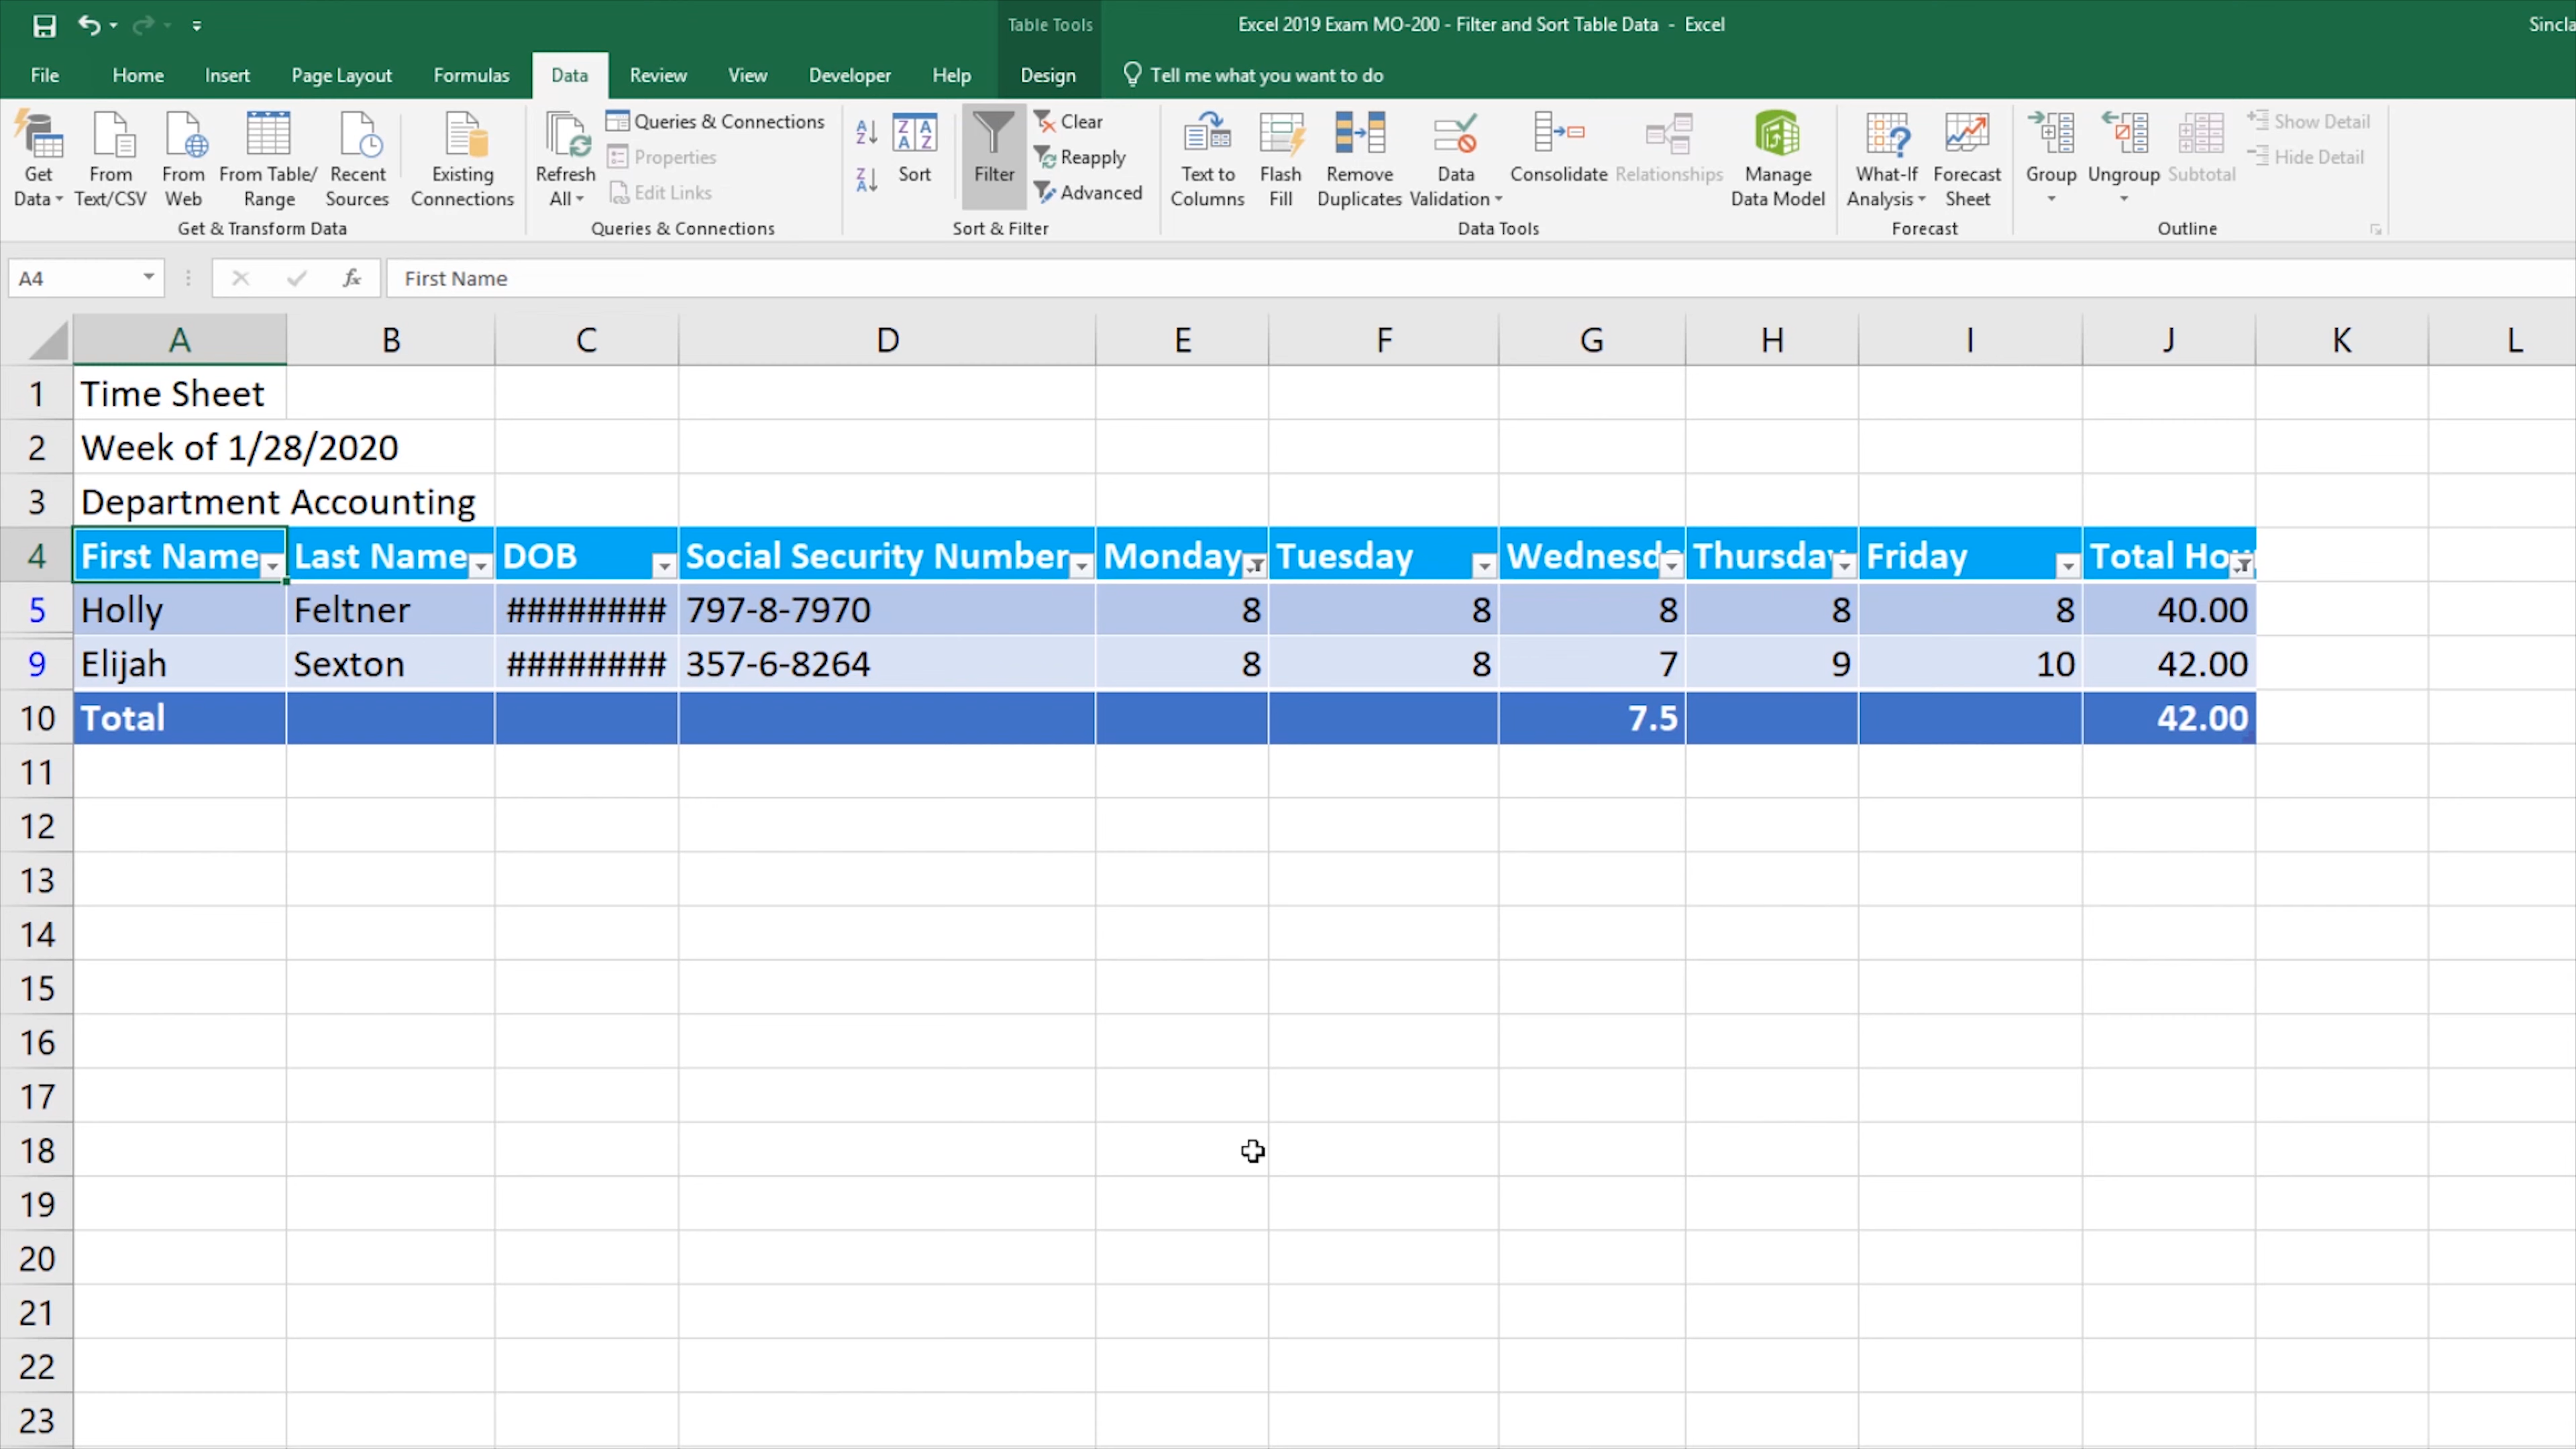 Table Tools
Excel 2019 Exam MO-200 - Filter and Sort Table Data - Excel
Sincla
File Home Insert Page Layout Formulas Data Review View Developer Help Design Tell me what you want to do
Get Data
From Text/CSV
From Web
From Table/ Range
Recent Sources
Existing Connections
Get & Transform Data
Refresh All
Queries & Connections
Properties
Edit Links
Queries & Connections
Sort
Filter
Clear
Reapply
Advanced
Sort & Filter
Text to Columns
Flash Fill
Remove Duplicates
Data Validation
Consolidate
Relationships
Manage Data Model
Data Tools
What-If Analysis
Forecast Sheet
Forecast
Group
Ungroup
Subtotal
Show Detail
Hide Detail
Outline
A4 fx First Name
A B C D E F G H I J K L
1 Time Sheet
2 Week of 1/28/2020
3 Department Accounting
4 First Name Last Name DOB Social Security Number Monday Tuesday Wednesda Thursday Friday Total Hou
5 Holly Feltner ######## 797-8-7970 8 8 8 8 8 40.00
9 Elijah Sexton ######## 357-6-8264 8 8 7 9 10 42.00
10 Total 7.5 42.00
11
12
13
14
15
16
17
18
19
20
21
22
23